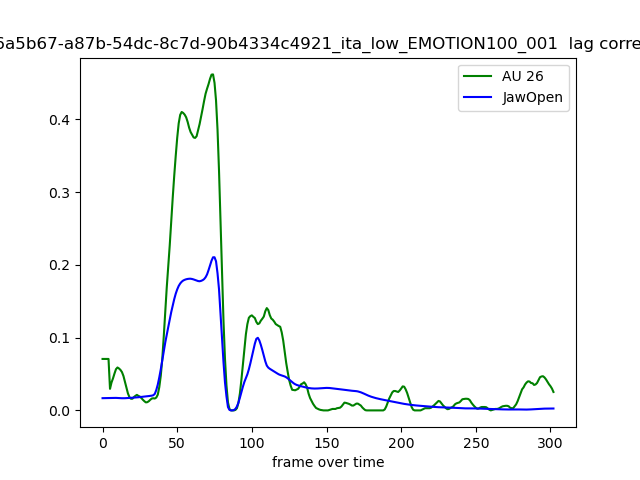 6a5b67-a87b-54dc-8c7d-90b4334c4921_ita_low_EMOTION100_001 lag corre
AU 26
JawOpen
0.4
0.3
0.2
0.1
0.0
0 50 100 150 200 250 300
frame over time